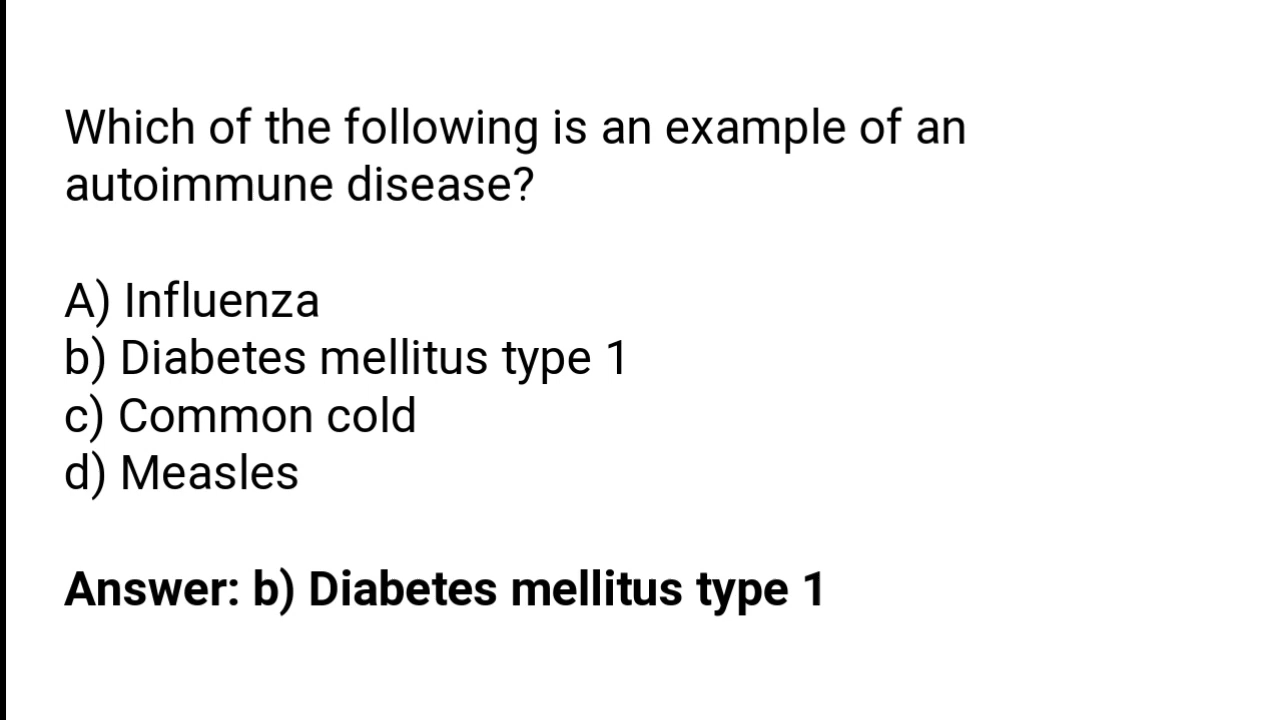 Which of the following is an example of an
autoimmune disease?
A) Influenza
b) Diabetes mellitus type 1
c) Common cold
d) Measles
Answer: b) Diabetes mellitus type 1